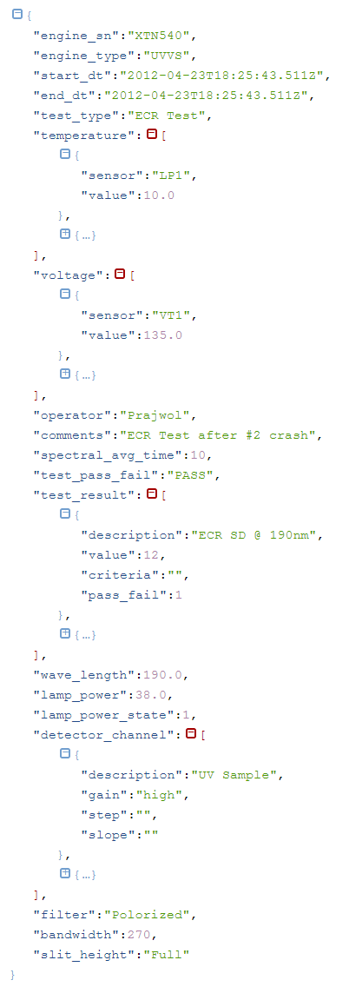 {
"engine_sn":"XTN540",
"engine_type":"UVVS",
"start_dt":"2012-04-23T18:25:43.511Z",
"end_dt":"2012-04-23T18:25:43.511Z",
"test_type":"ECR Test",
"temperature":[
{
"sensor":"LP1",
"value":10.0
},
{…}
],
"voltage":[
{
"sensor":"VT1",
"value":135.0
},
{…}
],
"operator":"Prajwol",
"comments":"ECR Test after #2 crash",
"spectral_avg_time":10,
"test_pass_fail":"PASS",
"test_result":[
{
"description":"ECR SD @ 190nm",
"value":12,
"criteria":"",
"pass_fail":1
},
{…}
],
"wave_length":190.0,
"lamp_power":38.0,
"lamp_power_state":1,
"detector_channel":[
{
"description":"UV Sample",
"gain":"high",
"step":"",
"slope":""
},
{…}
],
"filter":"Polorized",
"bandwidth":270,
"slit_height":"Full"
}